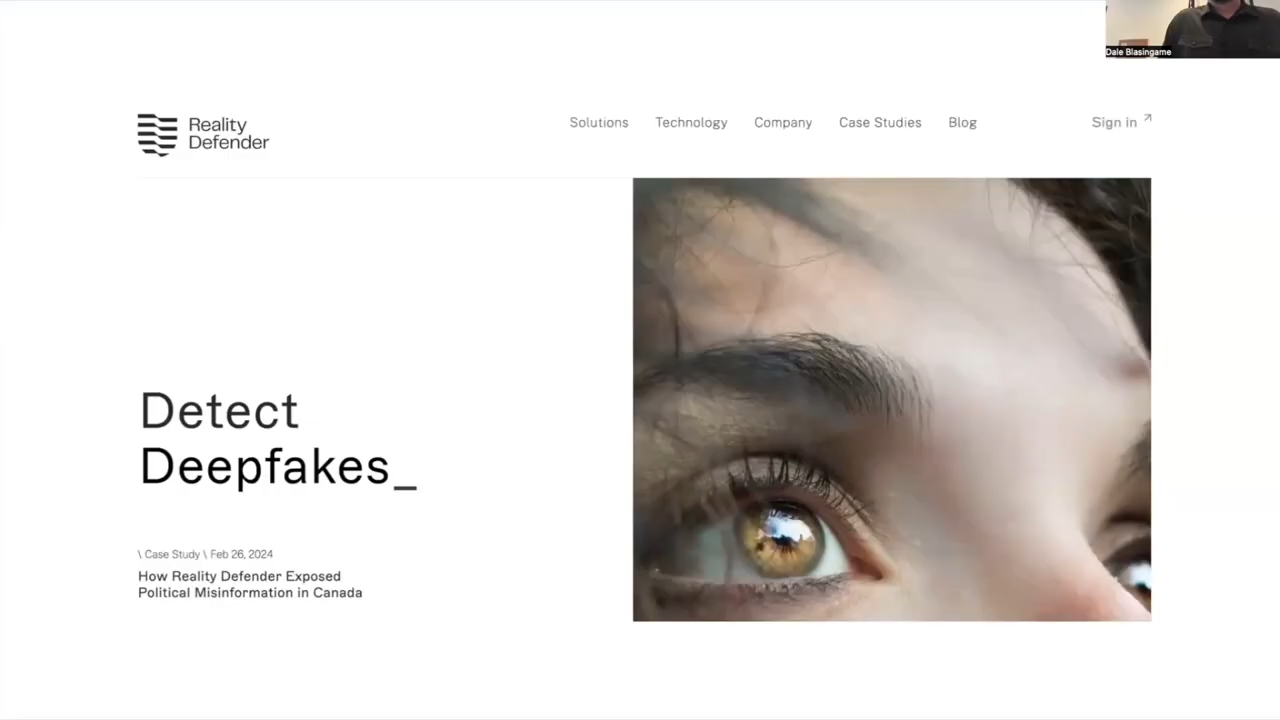 Dale Blasingame
Reality
Defender
Solutions Technology Company Case Studies Blog Sign in
Detect
Deepfakes_
\ Case Study \ Feb 26, 2024
How Reality Defender Exposed
Political Misinformation in Canada